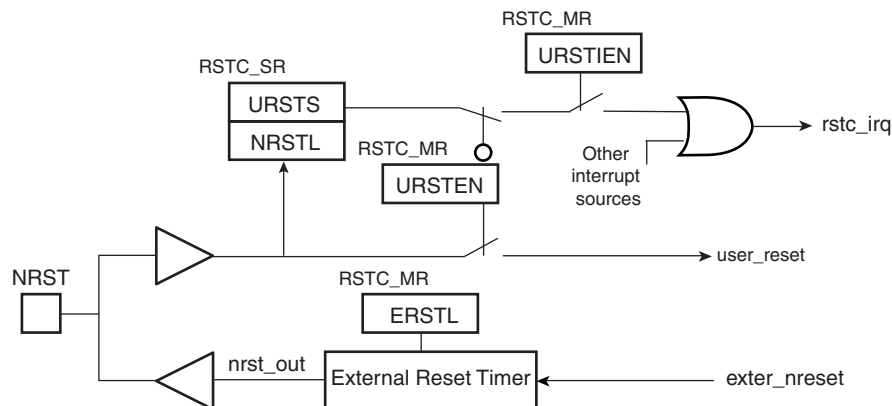 RSTC_MR
URSTIEN
RSTC_SR
URSTS
NRSTL
rstc_irq
RSTC_MR
Other
interrupt
sources
URSTEN
user_reset
NRST
RSTC_MR
ERSTL
nrst_out
External Reset Timer
exter_nreset